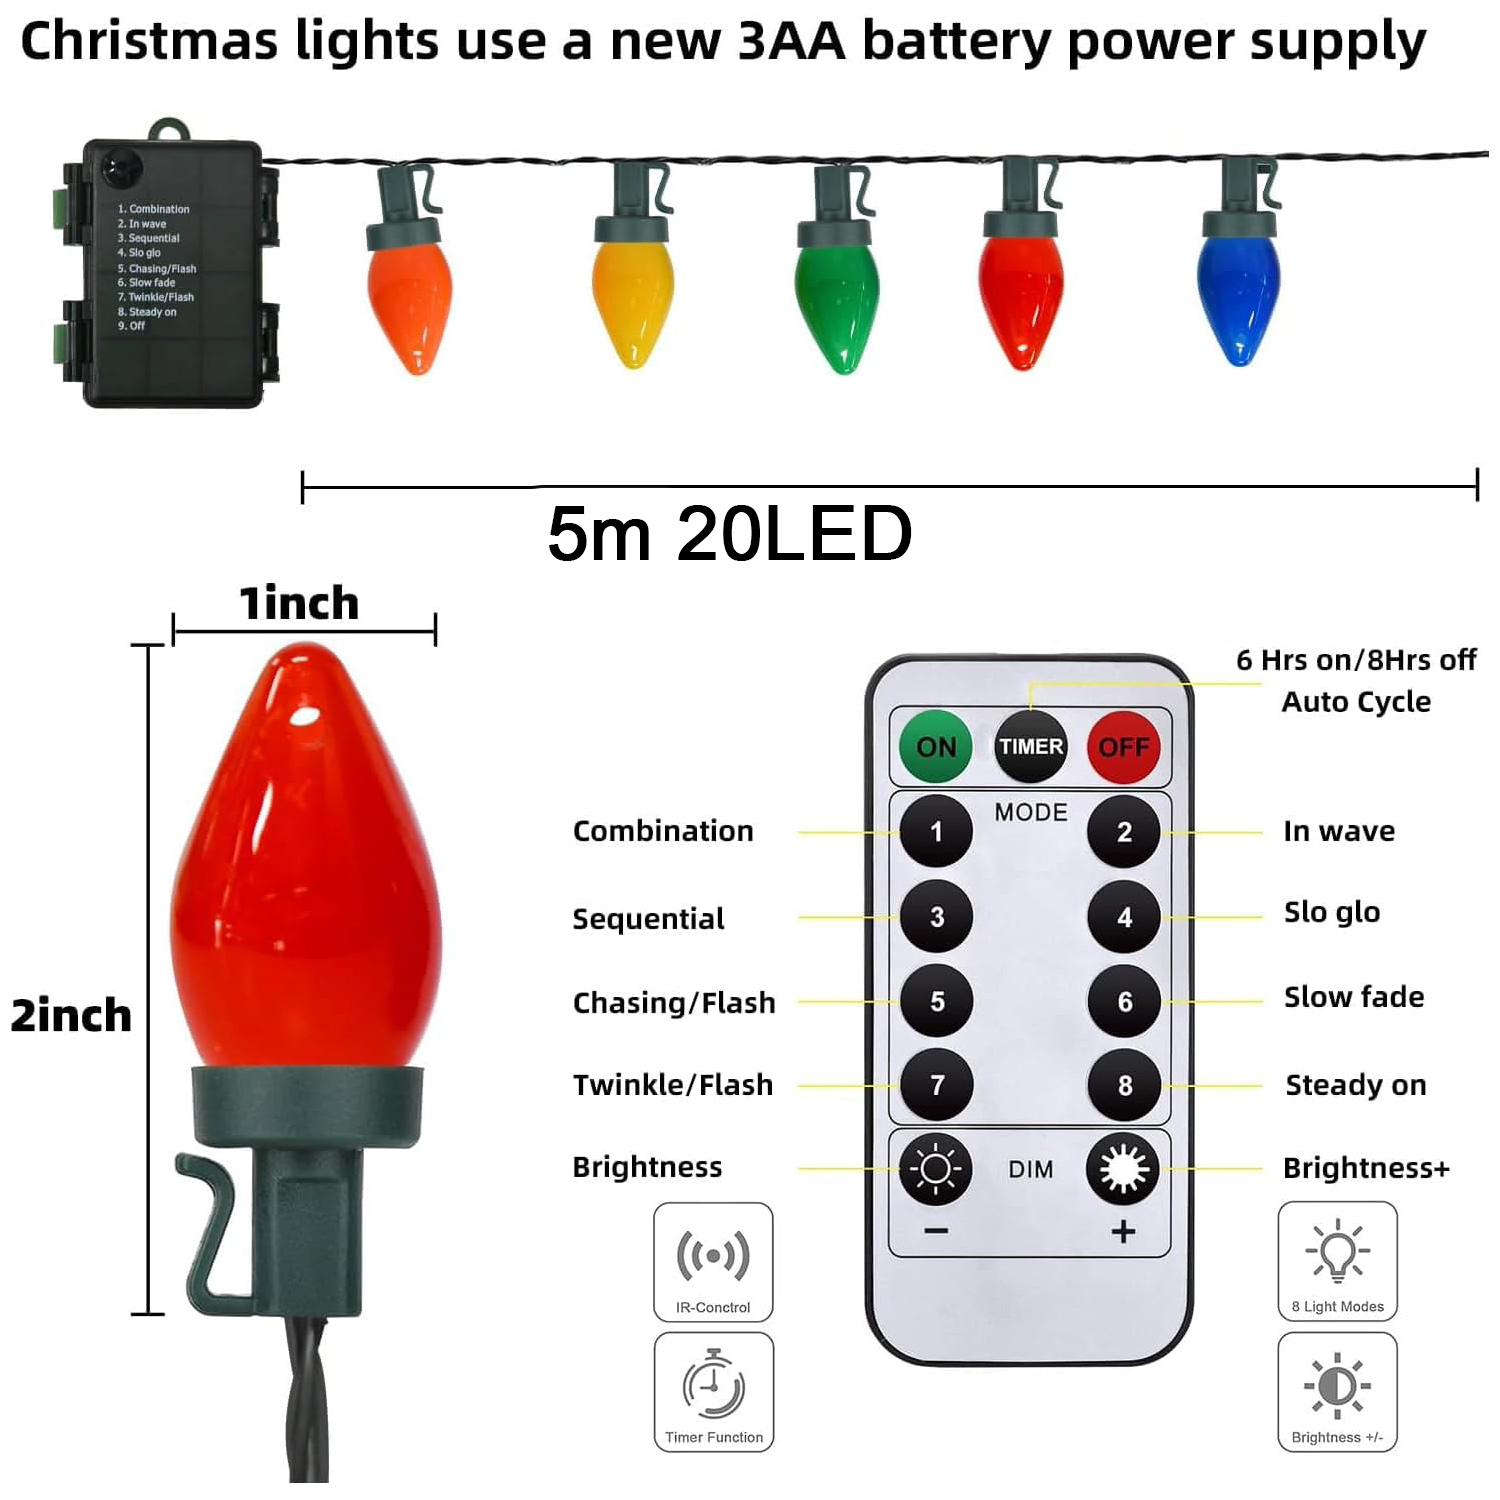 Christmas lights use a new 3AA battery power supply
1. Combination
2. In wave
3. Sequential
4. Slo glo
5. Chasing/Flash
6. Slow fade
7. Twinkle/Flash
8. Steady on
9. Off
5m 20LED
1inch
2inch
6 Hrs on/8Hrs off
Auto Cycle
ON TIMER OFF
MODE
Combination 1 2 In wave
Sequential 3 4 Slo glo
Chasing/Flash 5 6 Slow fade
Twinkle/Flash 7 8 Steady on
Brightness DIM Brightness+
− +
IR-Conctrol
8 Light Modes
Timer Function
Brightness +/-